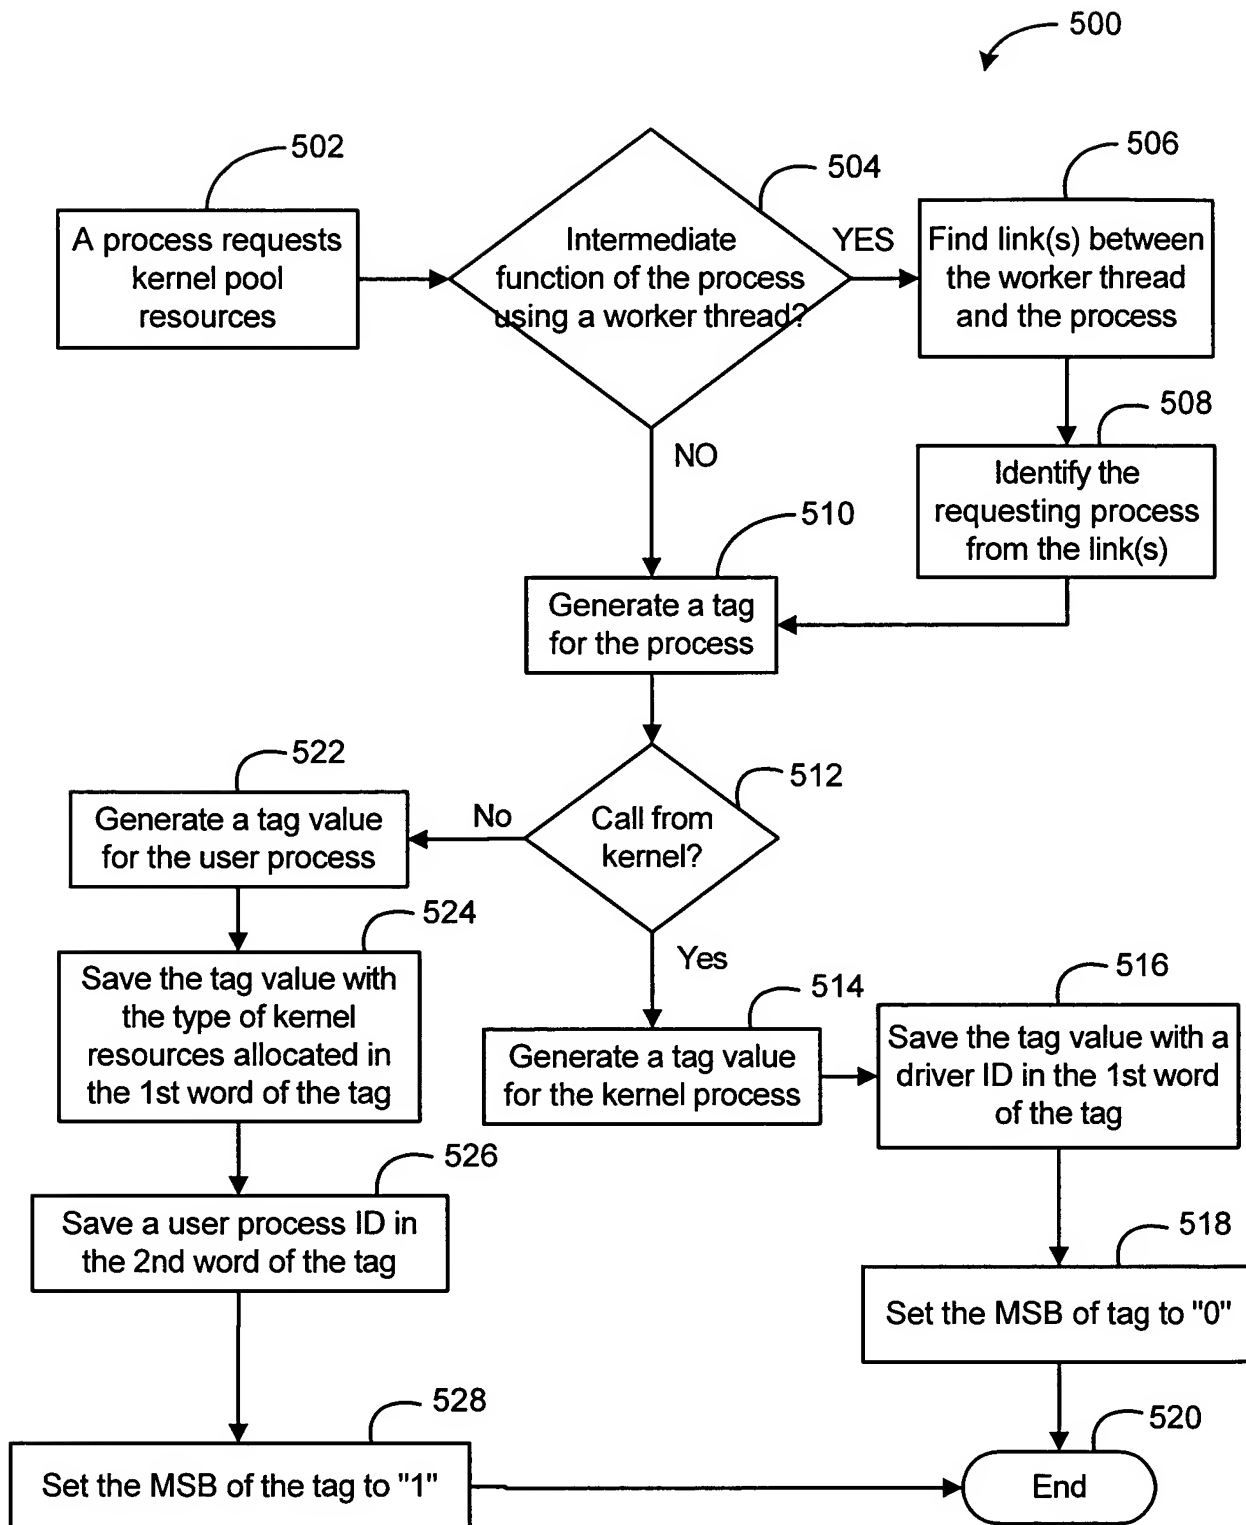 500
502
A process requests
kernel pool
resources
504
Intermediate
function of the process
using a worker thread?
YES
506
Find link(s) between
the worker thread
and the process
508
Identify the
requesting process
from the link(s)
NO
510
Generate a tag
for the process
512
Call from
kernel?
No
522
Generate a tag value
for the user process
524
Save the tag value with
the type of kernel
resources allocated in
the 1st word of the tag
526
Save a user process ID in
the 2nd word of the tag
528
Set the MSB of the tag to "1"
Yes
514
Generate a tag value
for the kernel process
516
Save the tag value with a
driver ID in the 1st word
of the tag
518
Set the MSB of tag to "0"
520
End